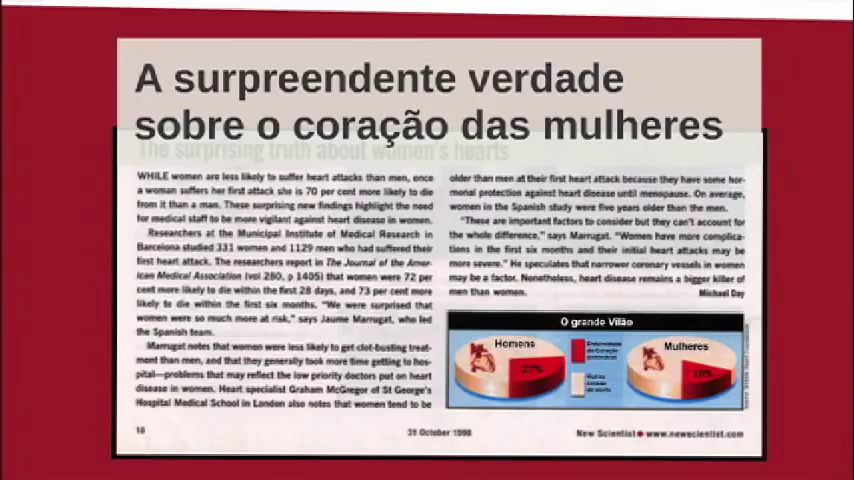 A surpreendente verdade
sobre o coração das mulheres
The surprising truth about women's hearts
WHILE women are less likely to suffer heart attacks than men, once
a woman suffers her first attack she is 70 per cent more likely to die
from it than a man. These surprising new findings highlight the need
for medical staff to be more vigilant against heart disease in women.
Researchers at the Municipal Institute of Medical Research in
Barcelona studied 331 women and 1129 men who had suffered their
first heart attack. The researchers report in The Journal of the Amer-
ican Medical Association (vol 280, p 1405) that women were 72 per
cent more likely to die within the first 28 days, and 73 per cent more
likely to die within the first six months. "We were surprised that
women were so much more at risk," says Jaume Marrugat, who led
the Spanish team.
Marrugat notes that women were less likely to get clot-busting treat-
ment than men, and that they generally took more time getting to hos-
pital—problems that may reflect the low priority doctors put on heart
disease in women. Heart specialist Graham McGregor of St George's
Hospital Medical School in London also notes that women tend to be
older than men at their first heart attack because they have some hor-
monal protection against heart disease until menopause. On average,
women in the Spanish study were five years older than the men.
"These are important factors to consider but they can't account for
the whole difference," says Marrugat. "Women have more complica-
tions in the first six months and their initial heart attacks may be
more severe." He speculates that narrower coronary vessels in women
may be a factor. Nonetheless, heart disease remains a bigger killer of
men than women.
Michael Day
O grande Vilão
Homens
27%
Mulheres
18%
18
31 October 1998
New Scientist • www.newscientist.com